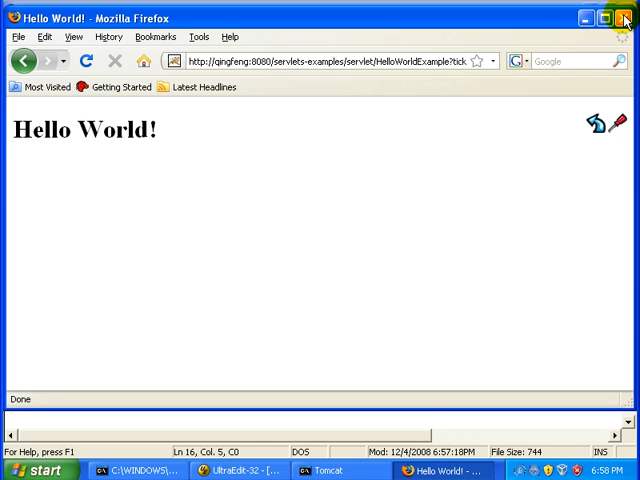 Hello World! - Mozilla Firefox
File Edit View History Bookmarks Tools Help
http://qingfeng:8080/servlets-examples/servlet/HelloWorldExample?tick
Google
Most Visited Getting Started Latest Headlines
Hello World!
Done
For Help, press F1 Ln 16, Col 5, C0 DOS Mod: 12/4/2008 6:57:18PM File Size: 744 INS
start C:\WINDOWS\... UltraEdit-32 - [... Tomcat Hello World! - ... 6:58 PM